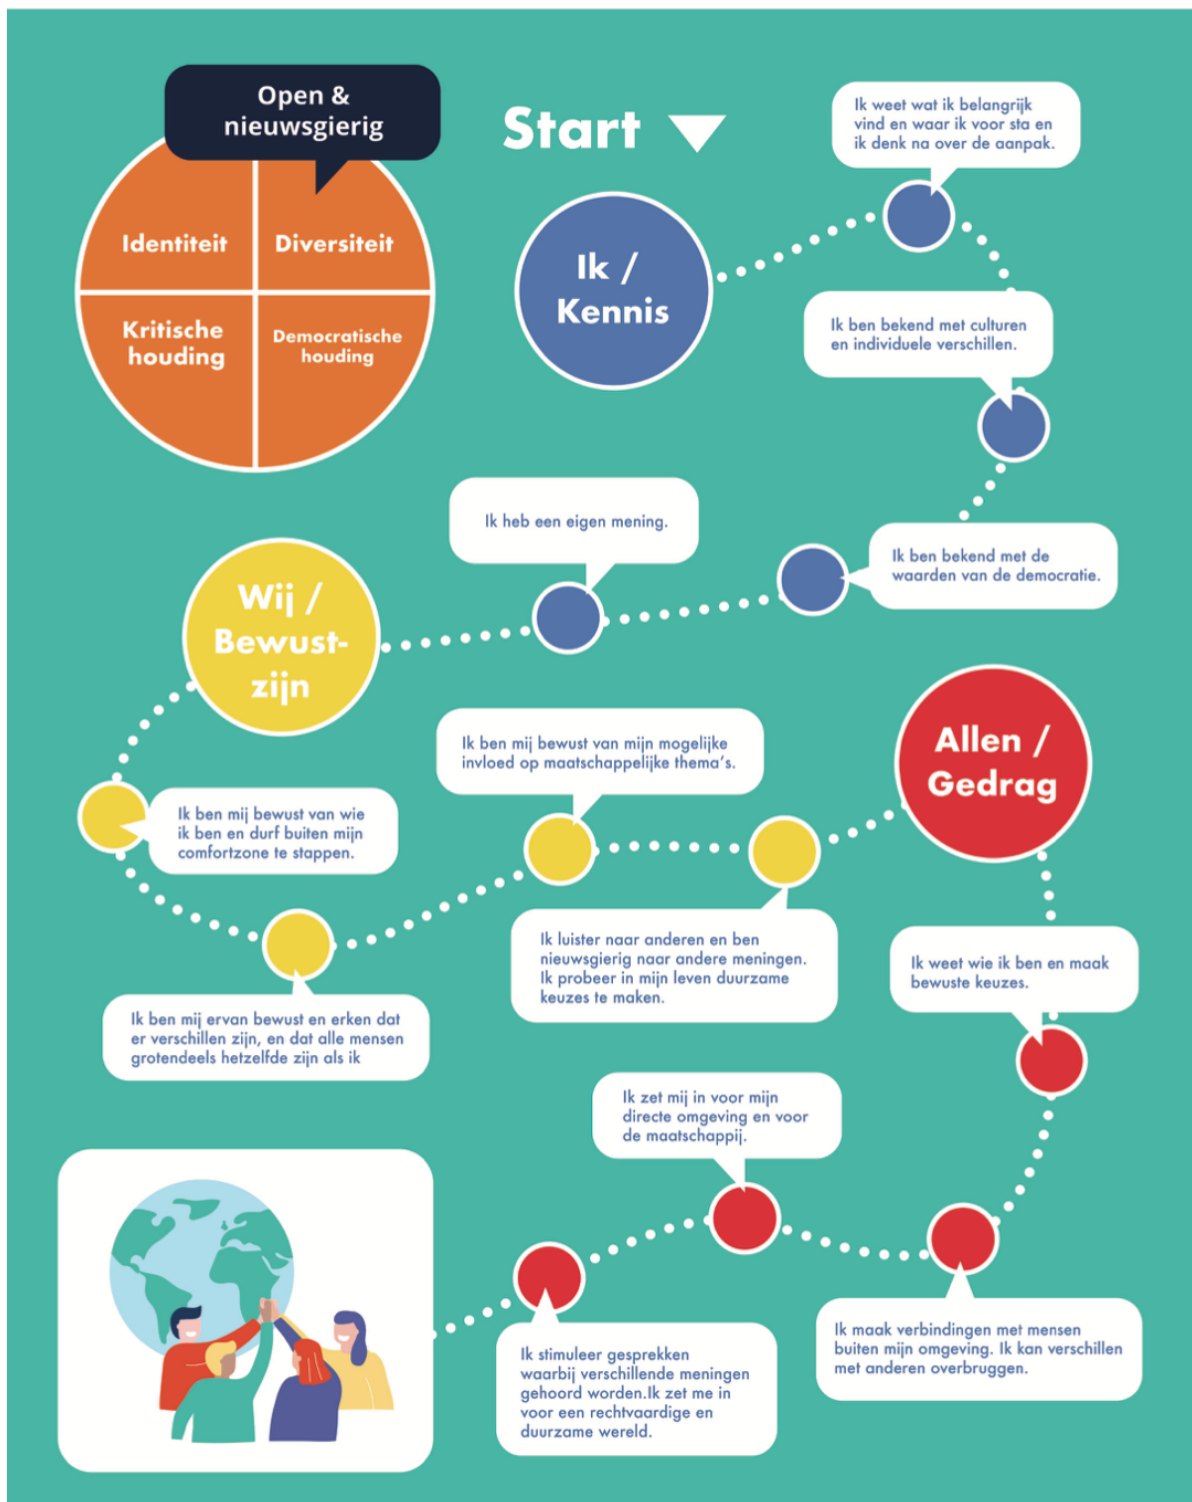 Open &
nieuwsgierig
Identiteit
Diversiteit
Kritische
houding
Democratische
houding
Start
Ik /
Kennis
Ik weet wat ik belangrijk
vind en waar ik voor sta en
ik denk na over de aanpak.
Ik ben bekend met culturen
en individuele verschillen.
Ik ben bekend met de
waarden van de democratie.
Ik heb een eigen mening.
Wij /
Bewust-
zijn
Ik ben mij bewust van wie
ik ben en durf buiten mijn
comfortzone te stappen.
Ik ben mij ervan bewust en erken dat
er verschillen zijn, en dat alle mensen
grotendeels hetzelfde zijn als ik
Ik ben mij bewust van mijn mogelijke
invloed op maatschappelijke thema's.
Ik luister naar anderen en ben
nieuwsgierig naar andere meningen.
Ik probeer in mijn leven duurzame
keuzes te maken.
Allen /
Gedrag
Ik weet wie ik ben en maak
bewuste keuzes.
Ik maak verbindingen met mensen
buiten mijn omgeving. Ik kan verschillen
met anderen overbruggen.
Ik zet mij in voor mijn
directe omgeving en voor
de maatschappij.
Ik stimuleer gesprekken
waarbij verschillende meningen
gehoord worden.Ik zet me in
voor een rechtvaardige en
duurzame wereld.